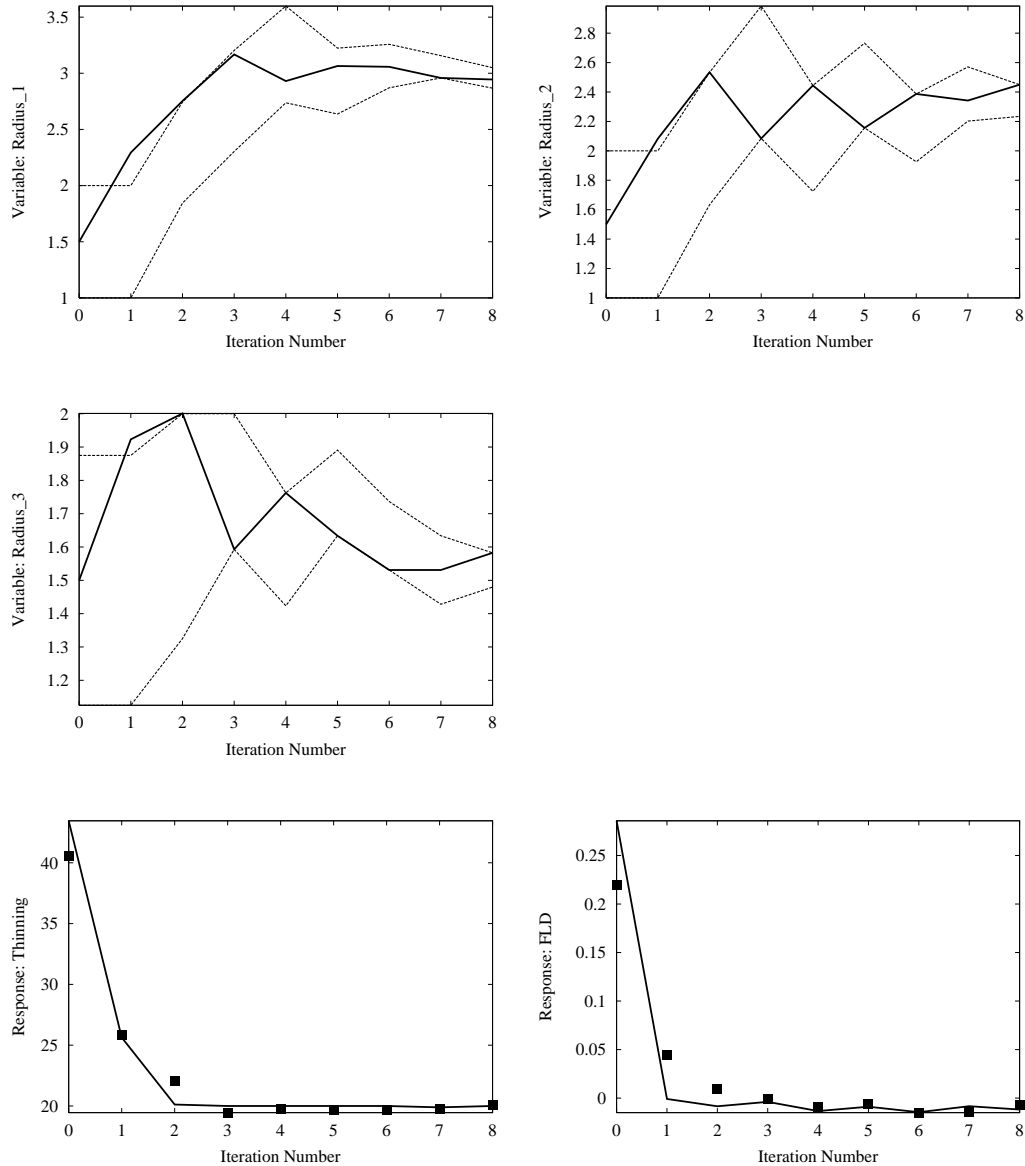 3.5
3
2.5
2
1.5
1
Variable: Radius_1
0 1 2 3 4 5 6 7 8
Iteration Number
2.8
2.6
2.4
2.2
2
1.8
1.6
1.4
1.2
1
Variable: Radius_2
0 1 2 3 4 5 6 7 8
Iteration Number
2
1.9
1.8
1.7
1.6
1.5
1.4
1.3
1.2
Variable: Radius_3
0 1 2 3 4 5 6 7 8
Iteration Number
40
35
30
25
20
Response: Thinning
0 1 2 3 4 5 6 7 8
Iteration Number
0.25
0.2
0.15
0.1
0.05
0
Response: FLD
0 1 2 3 4 5 6 7 8
Iteration Number